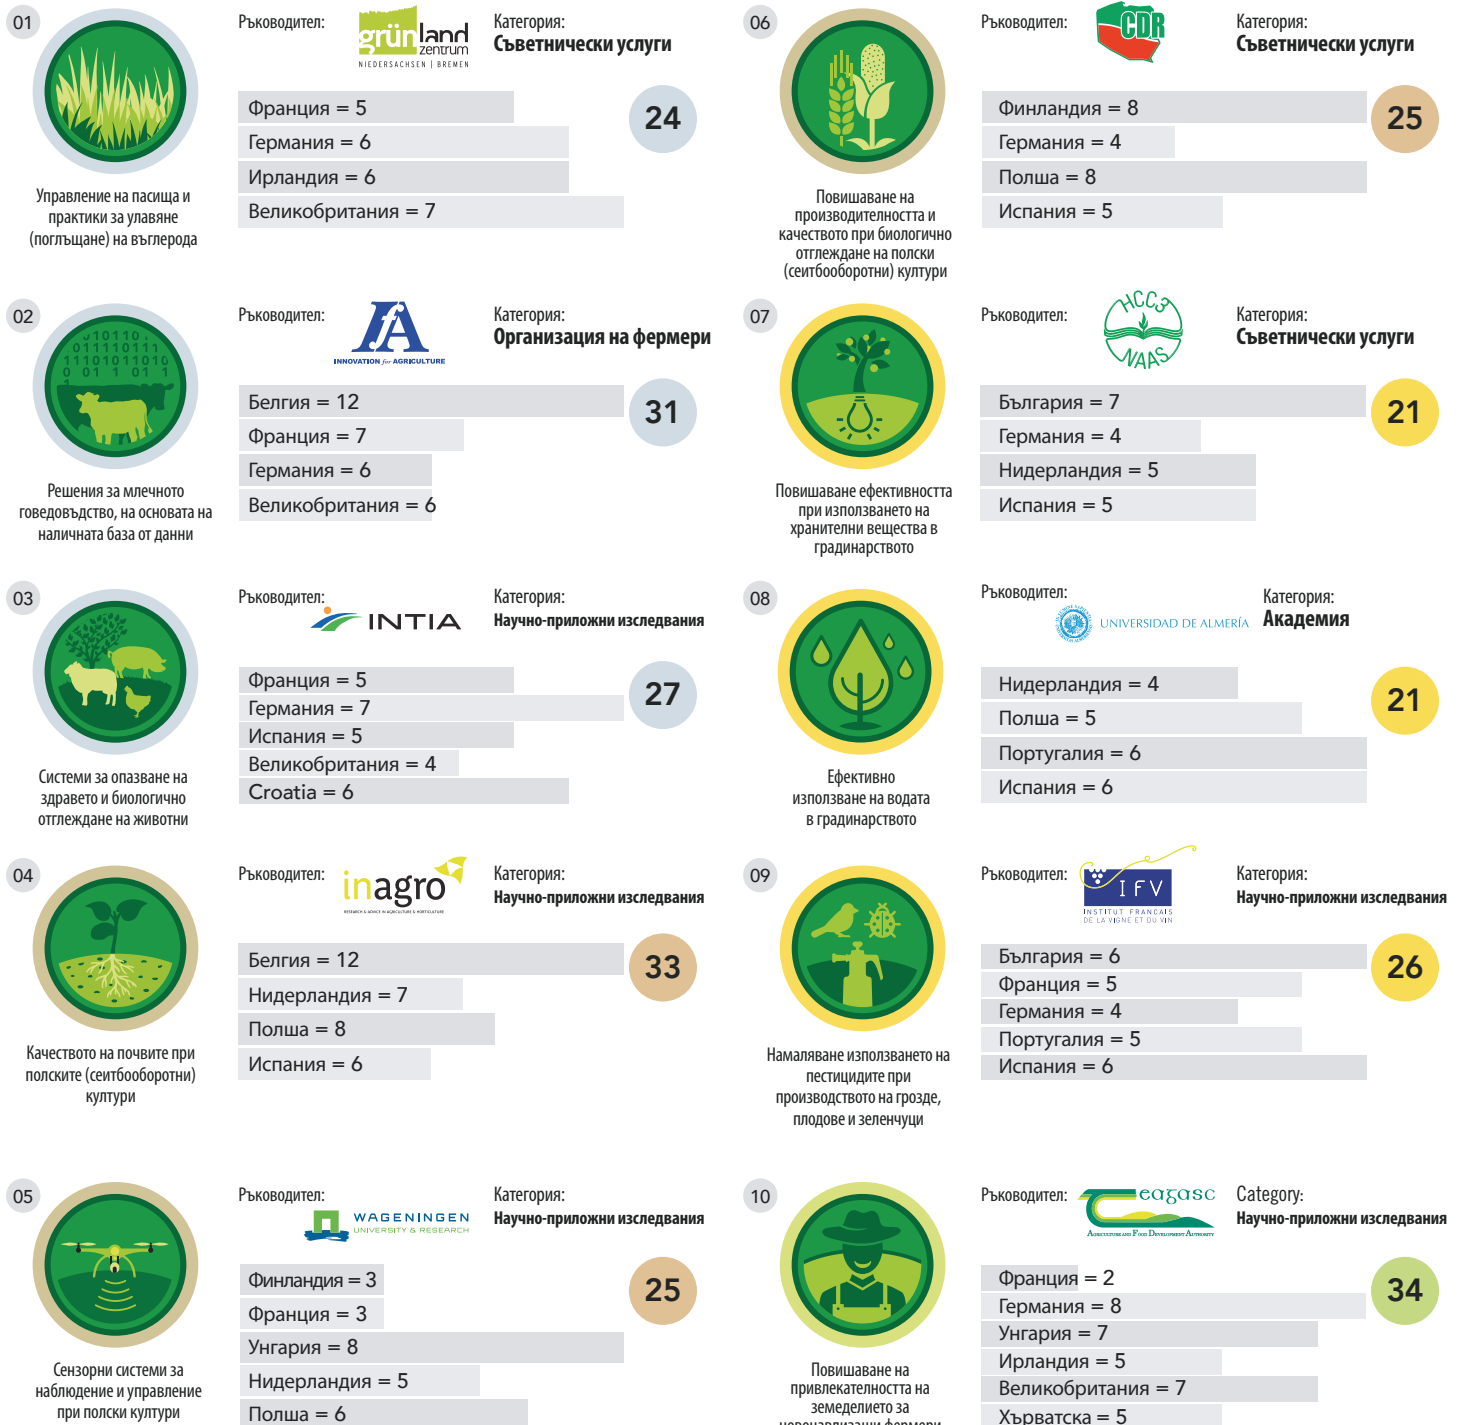 01
Ръководител:
grünland
zentrum
NIEDERSACHSEN | BREMEN
Категория:
Съветнически услуги
Франция = 5
Германия = 6
Ирландия = 6
Великобритания = 7
24
Управление на пасища и
практики за улавяне
(поглъщане) на въглерода
02
Ръководител:
IfA
INNOVATION for AGRICULTURE
Категория:
Организация на фермери
Белгия = 12
Франция = 7
Германия = 6
Великобритания = 6
31
Решения за млечното
говедовъдство, на основата на
наличната база от данни
03
Ръководител:
INTIA
Категория:
Научно-приложни изследвания
Франция = 5
Германия = 7
Испания = 5
Великобритания = 4
Croatia = 6
27
Системи за опазване на
здравето и биологично
отглеждане на животни
04
Ръководител:
inagro
RESEARCH & ADVICE IN AGRICULTURE & HORTICULTURE
Категория:
Научно-приложни изследвания
Белгия = 12
Нидерландия = 7
Полша = 8
Испания = 6
33
Качеството на почвите при
полските (сеитбооборотни)
култури
05
Ръководител:
WAGENINGEN
UNIVERSITY & RESEARCH
Категория:
Научно-приложни изследвания
Финландия = 3
Франция = 3
Унгария = 8
Нидерландия = 5
Полша = 6
25
Сензорни системи за
наблюдение и управление
при полски култури
06
Ръководител:
CDR
Категория:
Съветнически услуги
Финландия = 8
Германия = 4
Полша = 8
Испания = 5
25
Повишаване на
производителността и
качеството при биологично
отглеждане на полски
(сеитбооборотни) култури
07
Ръководител:
НССЗ
NAAS
Категория:
Съветнически услуги
България = 7
Германия = 4
Нидерландия = 5
Испания = 5
21
Повишаване ефективността
при използването на
хранителни вещества в
градинарството
08
Ръководител:
UNIVERSIDAD DE ALMERÍA
Категория:
Академия
Нидерландия = 4
Полша = 5
Португалия = 6
Испания = 6
21
Ефективно
използване на водата
в градинарството
09
Ръководител:
IFV
INSTITUT FRANÇAIS
DE LA VIGNE ET DU VIN
Категория:
Научно-приложни изследвания
България = 6
Франция = 5
Германия = 4
Португалия = 5
Испания = 6
26
Намаляване използването на
пестицидите при
производството на грозде,
плодове и зеленчуци
10
Ръководител:
eagasc
AGRICULTURE AND FOOD DEVELOPMENT AUTHORITY
Category:
Научно-приложни изследвания
Франция = 2
Германия = 8
Унгария = 7
Ирландия = 5
Великобритания = 7
Хърватска = 5
34
Повишаване на
привлекателността на
земеделието за